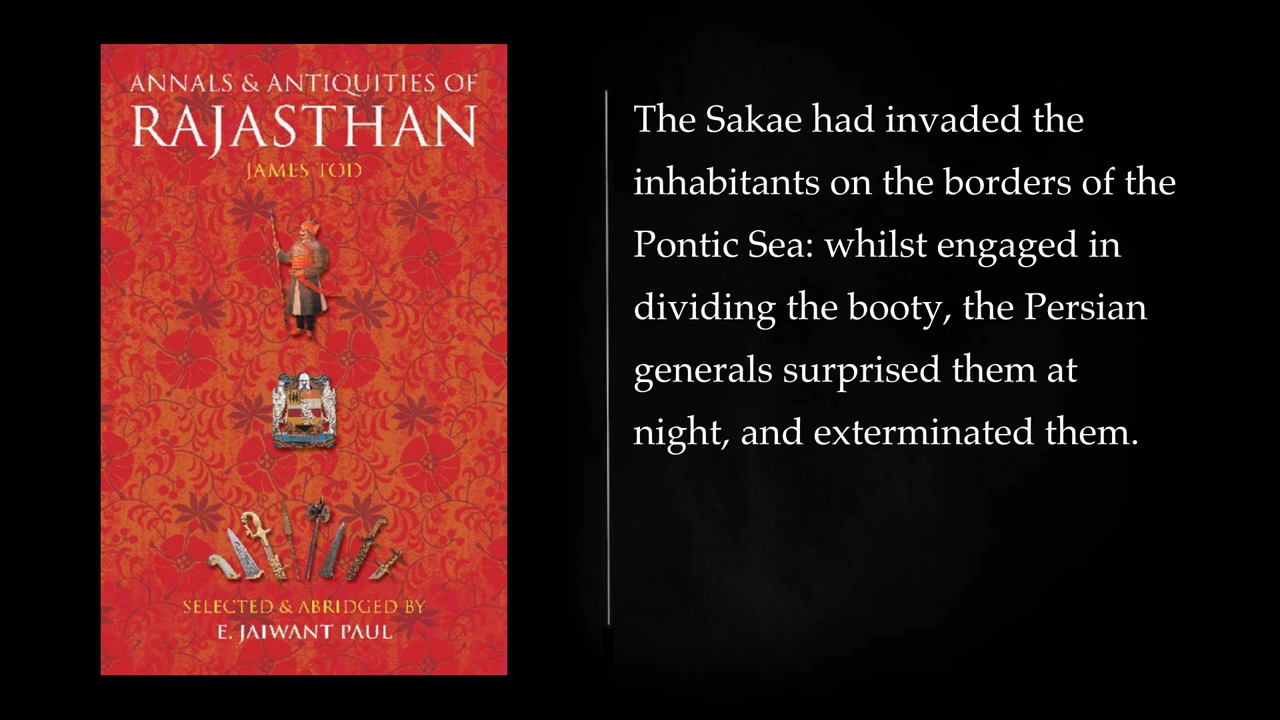 ANNALS & ANTIQUITIES OF
RAJASTHAN
JAMES TOD
SELECTED & ABRIDGED BY
E. JAIWANT PAUL
The Sakae had invaded the
inhabitants on the borders of the
Pontic Sea: whilst engaged in
dividing the booty, the Persian
generals surprised them at
night, and exterminated them.